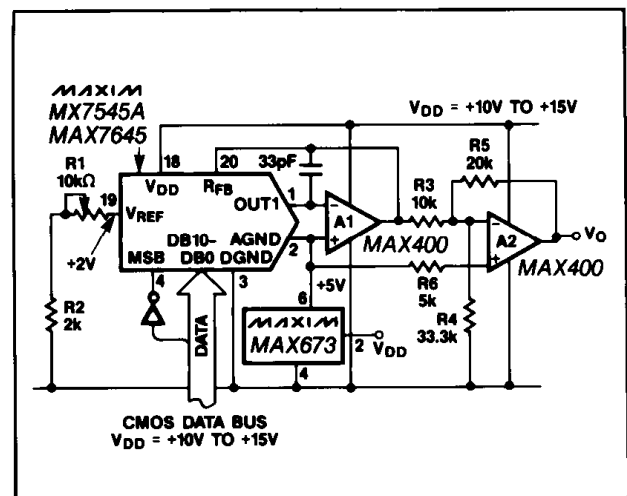 MAXIM
MX7545A
MAX7645
VDD = +10V TO +15V
R1
10kΩ
19
18
20
33pF
R5
20k
VDD
RFB
1
R3
10k
VREF
OUT1
−
A1
+
−
A2
+
VO
+2V
DB10-
DB0
AGND
2
MAX400
MAX400
MSB
DGND
4
3
+5V
R6
5k
R2
2k
6
R4
33.3k
DATA
MAXIM
MAX673
2
VDD
4
CMOS DATA BUS
VDD = +10V TO +15V